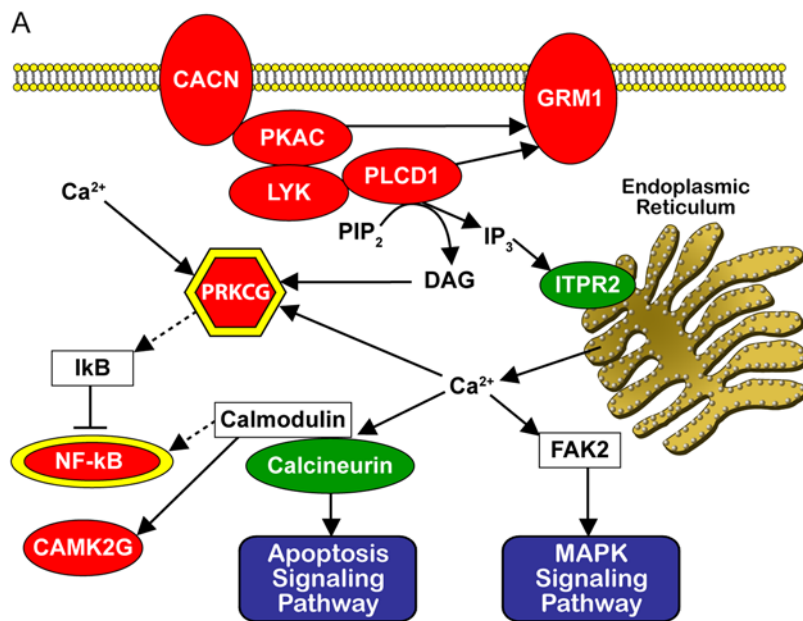 A
CACN
GRM1
PKAC
LYK
PLCD1
Endoplasmic
Reticulum
Ca²⁺
PIP₂
IP₃
DAG
ITPR2
PRKCG
IkB
Ca²⁺
Calmodulin
NF-kB
Calcineurin
FAK2
CAMK2G
Apoptosis
Signaling
Pathway
MAPK
Signaling
Pathway